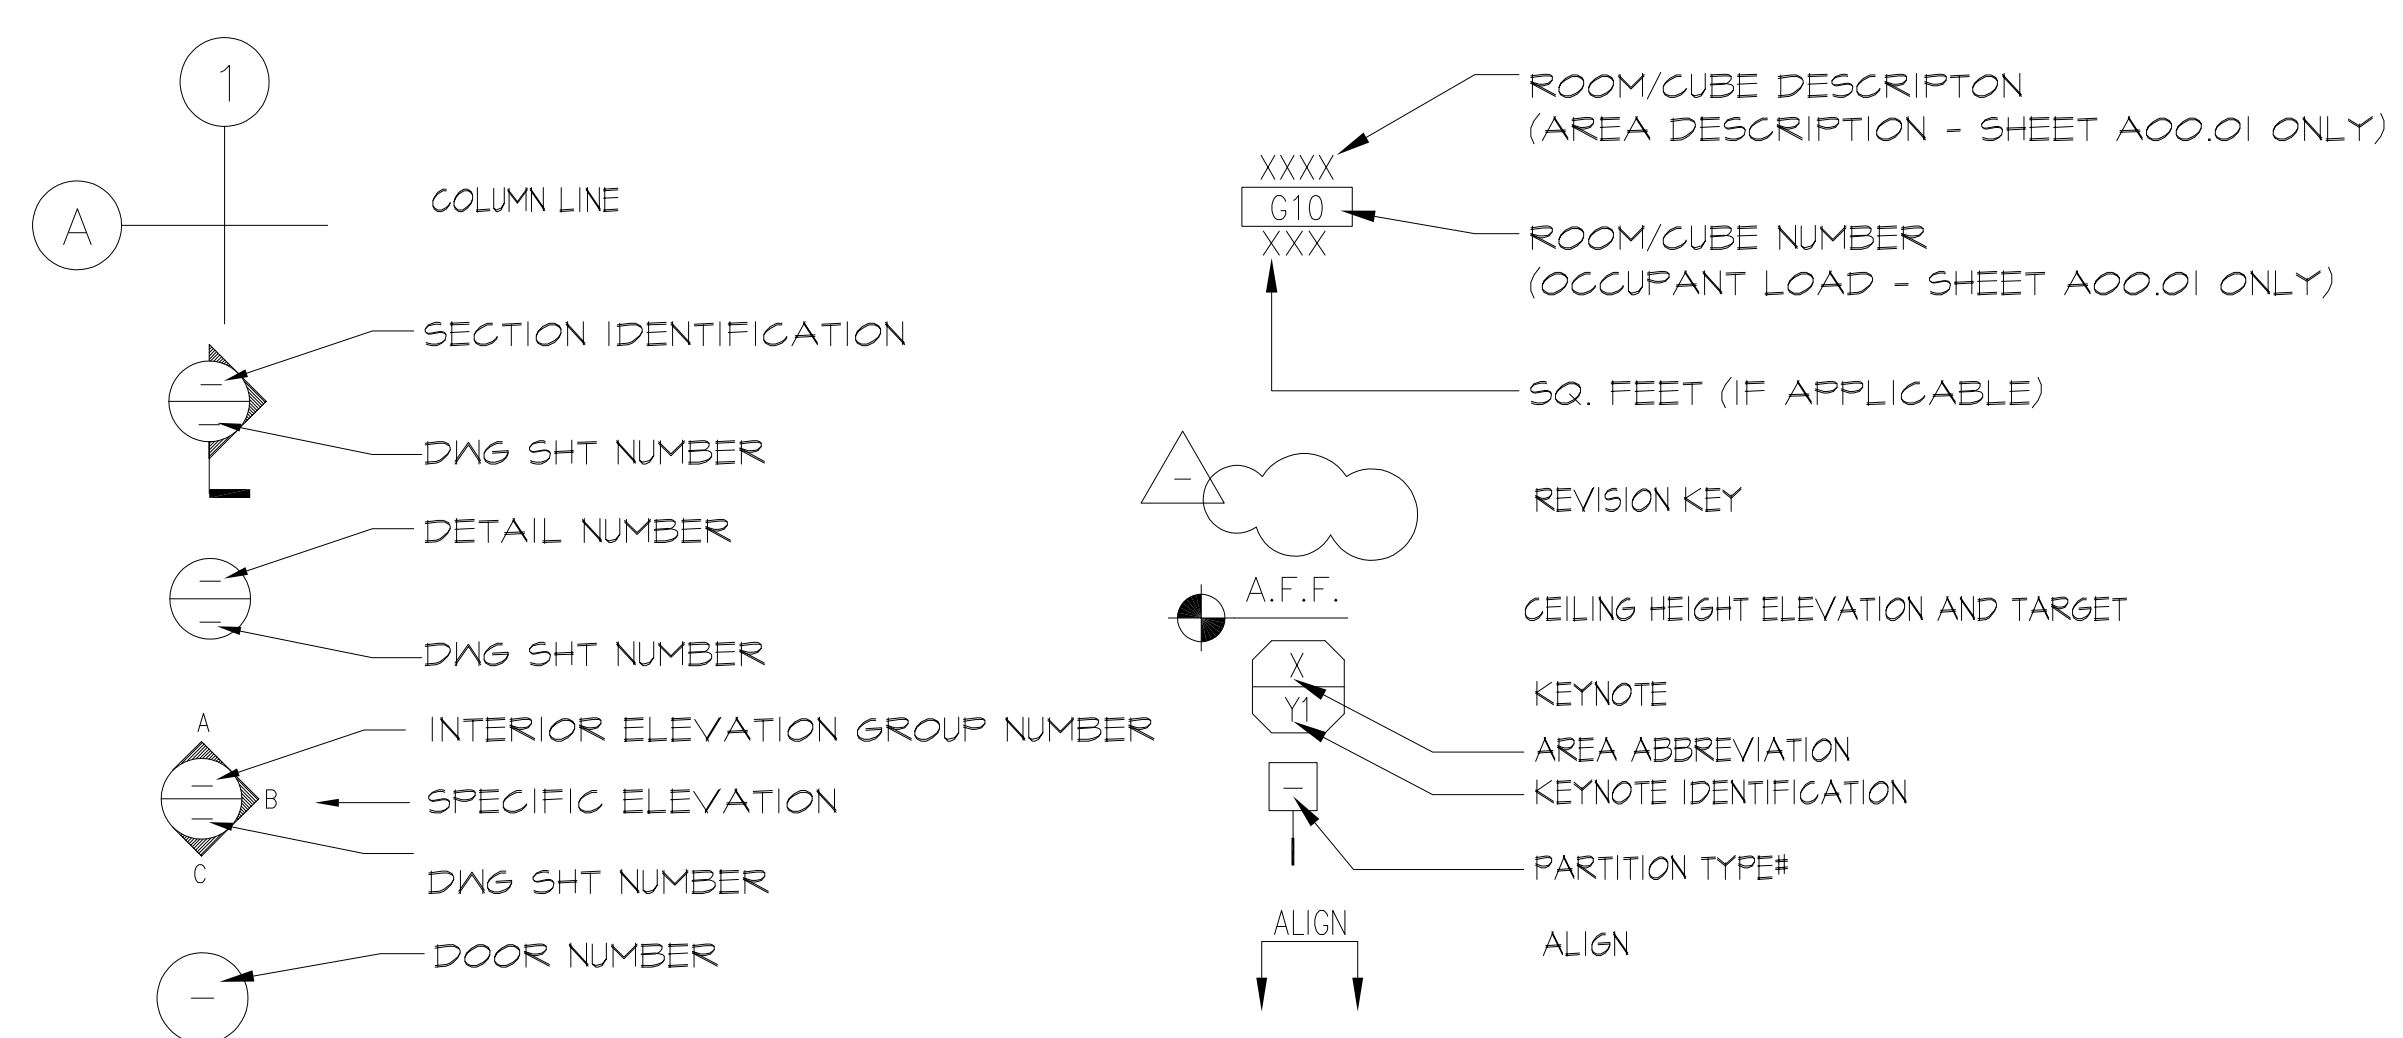 1
A
COLUMN LINE
SECTION IDENTIFICATION
DWG SHT NUMBER
DETAIL NUMBER
DWG SHT NUMBER
A
INTERIOR ELEVATION GROUP NUMBER
B
SPECIFIC ELEVATION
C
DWG SHT NUMBER
DOOR NUMBER
ROOM/CUBE DESCRIPTON
(AREA DESCRIPTION - SHEET A00.01 ONLY)
XXXX
G10
XXX
ROOM/CUBE NUMBER
(OCCUPANT LOAD - SHEET A00.01 ONLY)
SQ. FEET (IF APPLICABLE)
REVISION KEY
A.F.F.
CEILING HEIGHT ELEVATION AND TARGET
X
Y1
KEYNOTE
AREA ABBREVIATION
KEYNOTE IDENTIFICATION
PARTITION TYPE#
ALIGN
ALIGN